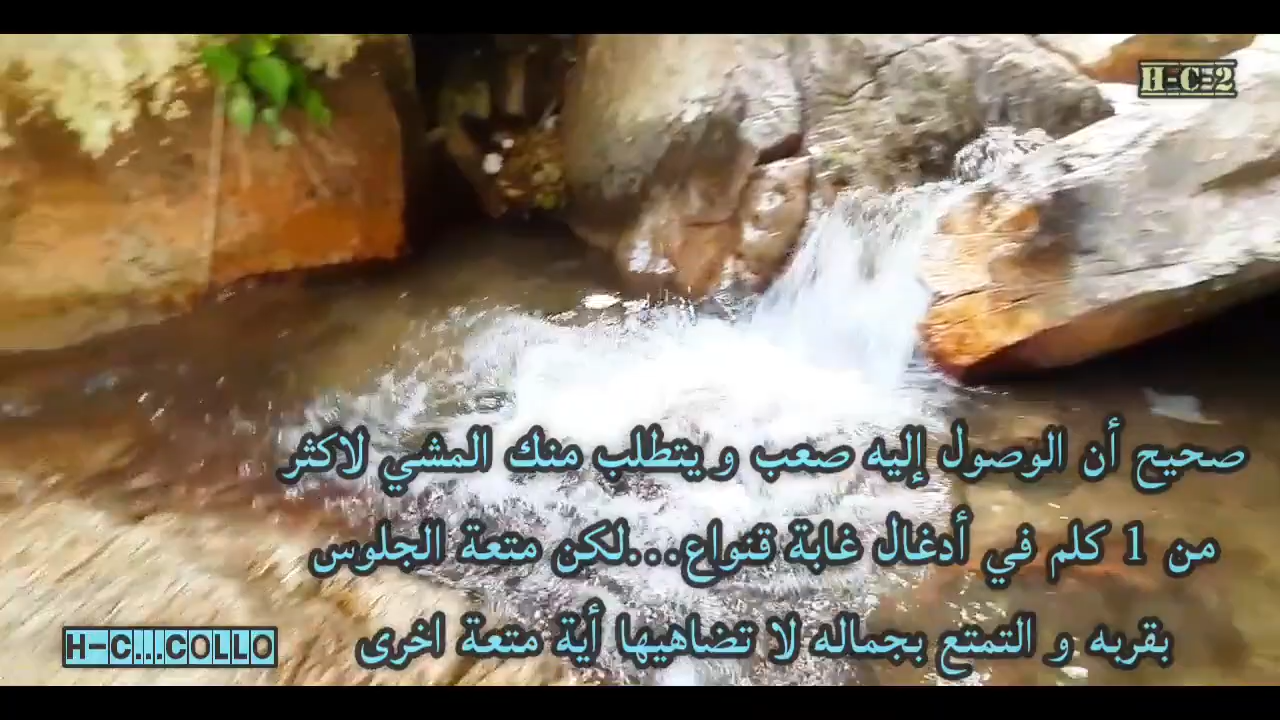 H-C-2
صحيح أن الوصول إليه صعب و يتطلب منك المشي لاكثر
من 1 كلم في أدغال غابة قنواع...لكن متعة الجلوس
بقربه و التمتع بجماله لا تضاهيها أية متعة اخرى
H-C...COLLO